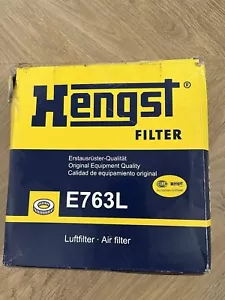 Hengst®
FILTER
Erstausrüster-Qualität
Original Equipment Quality
Calidad de equipamiento original
E763L
Luftfilter · Air filter